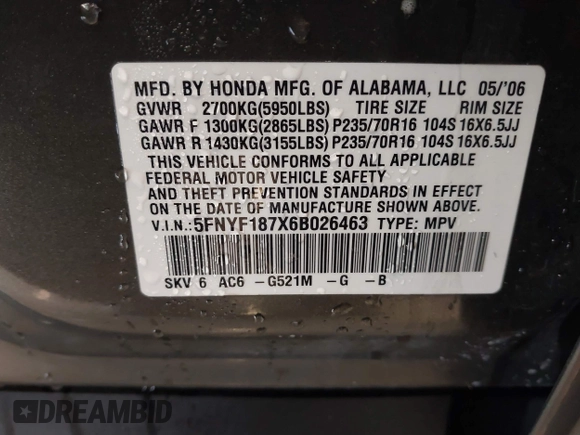 MFD. BY HONDA MFG. OF ALABAMA, LLC 05/'06
GVWR 2700KG(5950LBS) TIRE SIZE RIM SIZE
GAWR F 1300KG(2865LBS) P235/70R16 104S 16X6.5JJ
GAWR R 1430KG(3155LBS) P235/70R16 104S 16X6.5JJ
THIS VEHICLE CONFORMS TO ALL APPLICABLE
FEDERAL MOTOR VEHICLE SAFETY
AND THEFT PREVENTION STANDARDS IN EFFECT
ON THE DATE OF MANUFACTURE SHOWN ABOVE.
V.I.N.: 5FNYF187X6B026463 TYPE: MPV
SKV 6 AC6 -G521M -G -B
DREAMBID